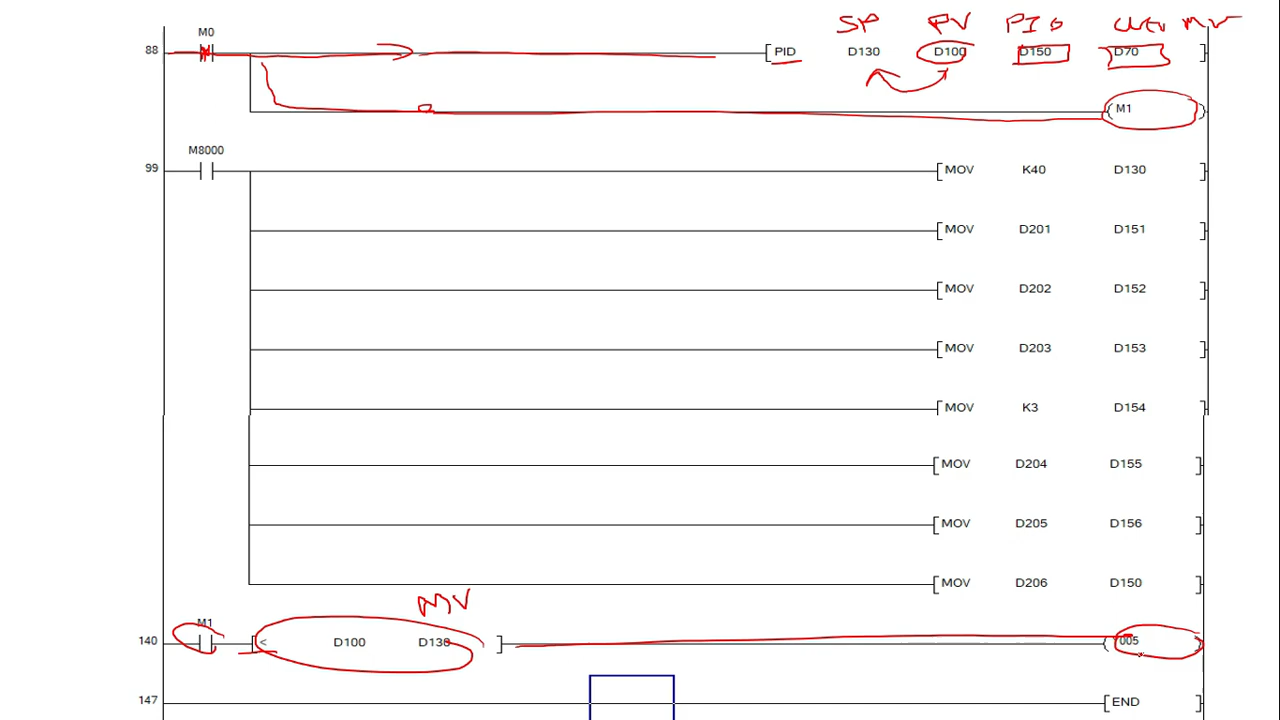 SP PV PID MV
M0
88 PID D130 D100 D150 D70
M1
M8000
99 MOV K40 D130
MOV D201 D151
MOV D202 D152
MOV D203 D153
MOV K3 D154
MOV D204 D155
MOV D205 D156
MOV D206 D150
MV
M1
140 < D100 D130 005
147 END